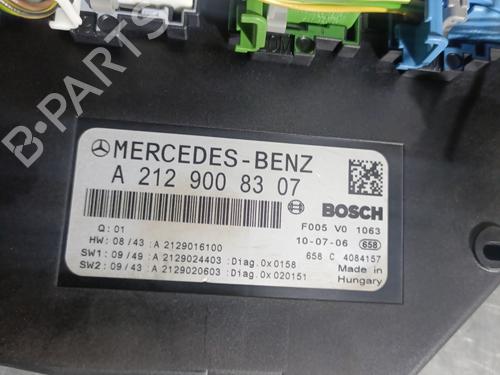 MERCEDES-BENZ
A 212 900 83 07
BOSCH
Q: 01
F005 V0 1063
HW: 08/43 :A 2129016100
10-07-06 658
SW1: 09/49 :A 2129024403 :Diag.0x0158
658 C 4084157
SW2: 09/43 :A 2129020603 :Diag.0x020151
Made in
Hungary
B-PARTS